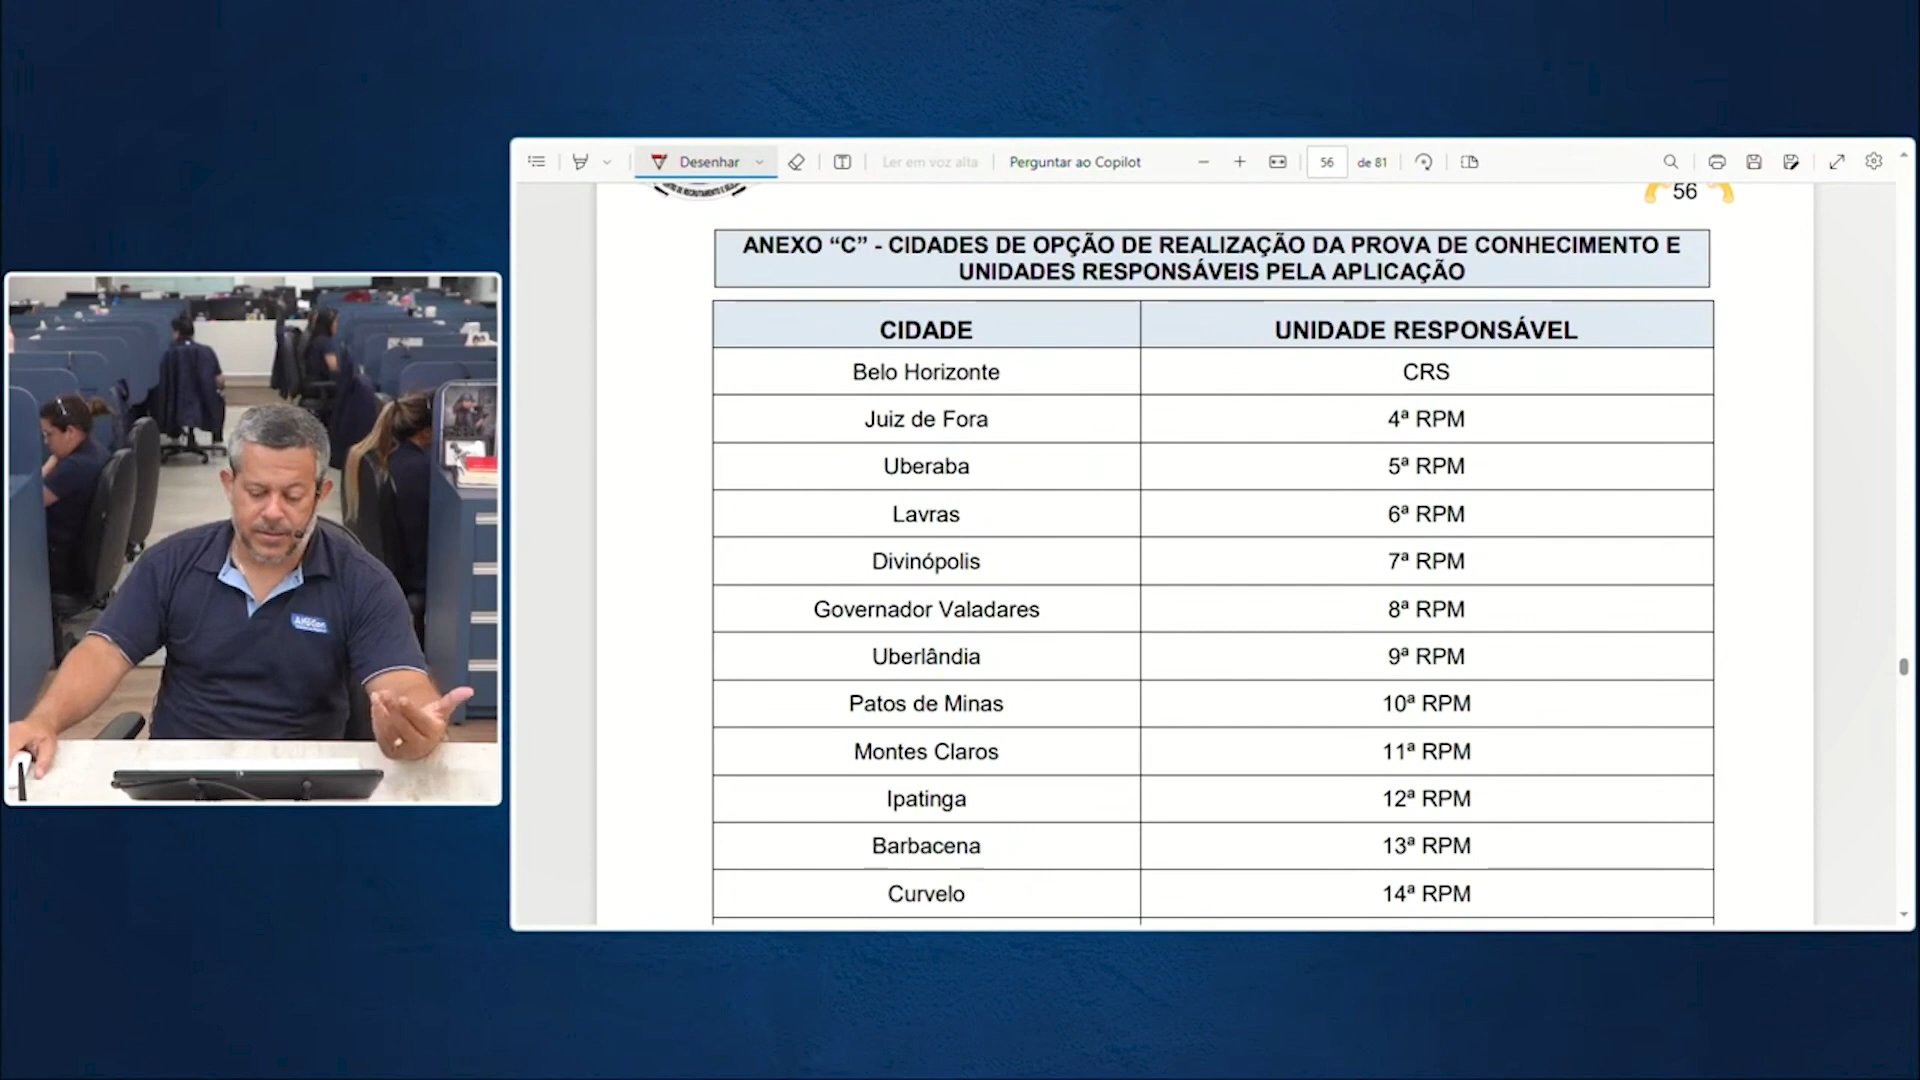 Desenhar
Ler em voz alta
Perguntar ao Copilot
56
de 81
56
ANEXO “C” - CIDADES DE OPÇÃO DE REALIZAÇÃO DA PROVA DE CONHECIMENTO E
UNIDADES RESPONSÁVEIS PELA APLICAÇÃO
CIDADE UNIDADE RESPONSÁVEL
Belo Horizonte CRS
Juiz de Fora 4ª RPM
Uberaba 5ª RPM
Lavras 6ª RPM
Divinópolis 7ª RPM
Governador Valadares 8ª RPM
Uberlândia 9ª RPM
Patos de Minas 10ª RPM
Montes Claros 11ª RPM
Ipatinga 12ª RPM
Barbacena 13ª RPM
Curvelo 14ª RPM
AlfaCon